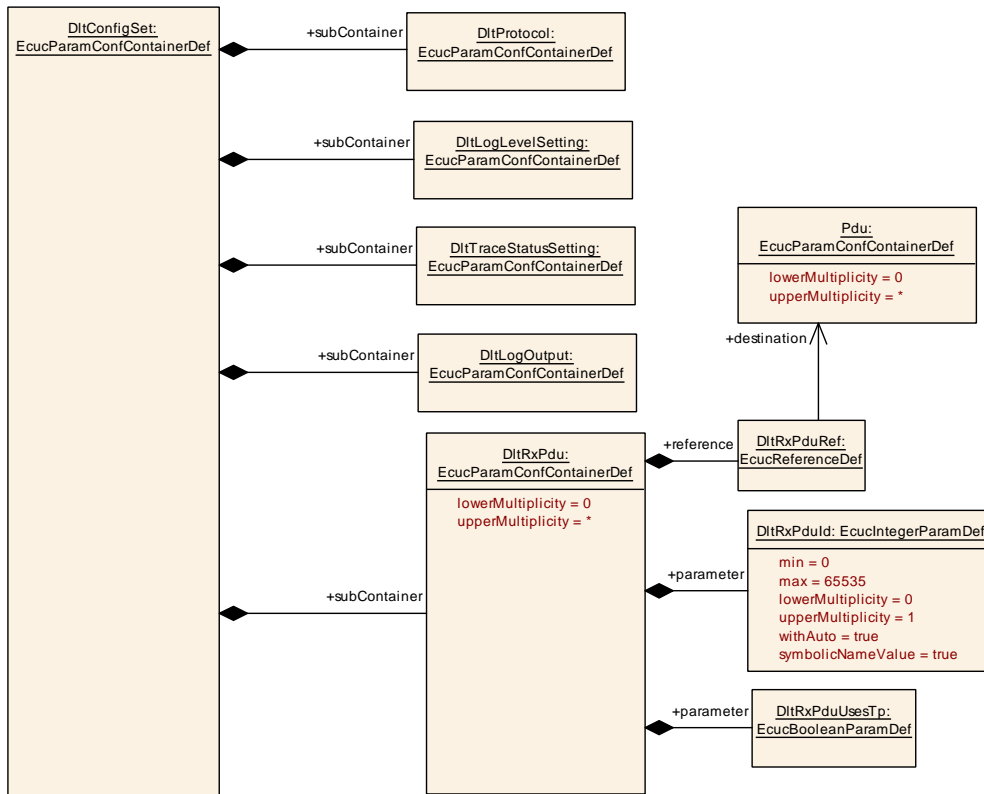 DltConfigSet:
EcucParamConfContainerDef
+subContainer
DltProtocol:
EcucParamConfContainerDef
+subContainer
DltLogLevelSetting:
EcucParamConfContainerDef
+subContainer
DltTraceStatusSetting:
EcucParamConfContainerDef
Pdu:
EcucParamConfContainerDef
lowerMultiplicity = 0
upperMultiplicity = *
+destination
+subContainer
DltLogOutput:
EcucParamConfContainerDef
+subContainer
DltRxPdu:
EcucParamConfContainerDef
lowerMultiplicity = 0
upperMultiplicity = *
+reference
DltRxPduRef:
EcucReferenceDef
+parameter
DltRxPduId: EcucIntegerParamDef
min = 0
max = 65535
lowerMultiplicity = 0
upperMultiplicity = 1
withAuto = true
symbolicNameValue = true
+parameter
DltRxPduUsesTp:
EcucBooleanParamDef